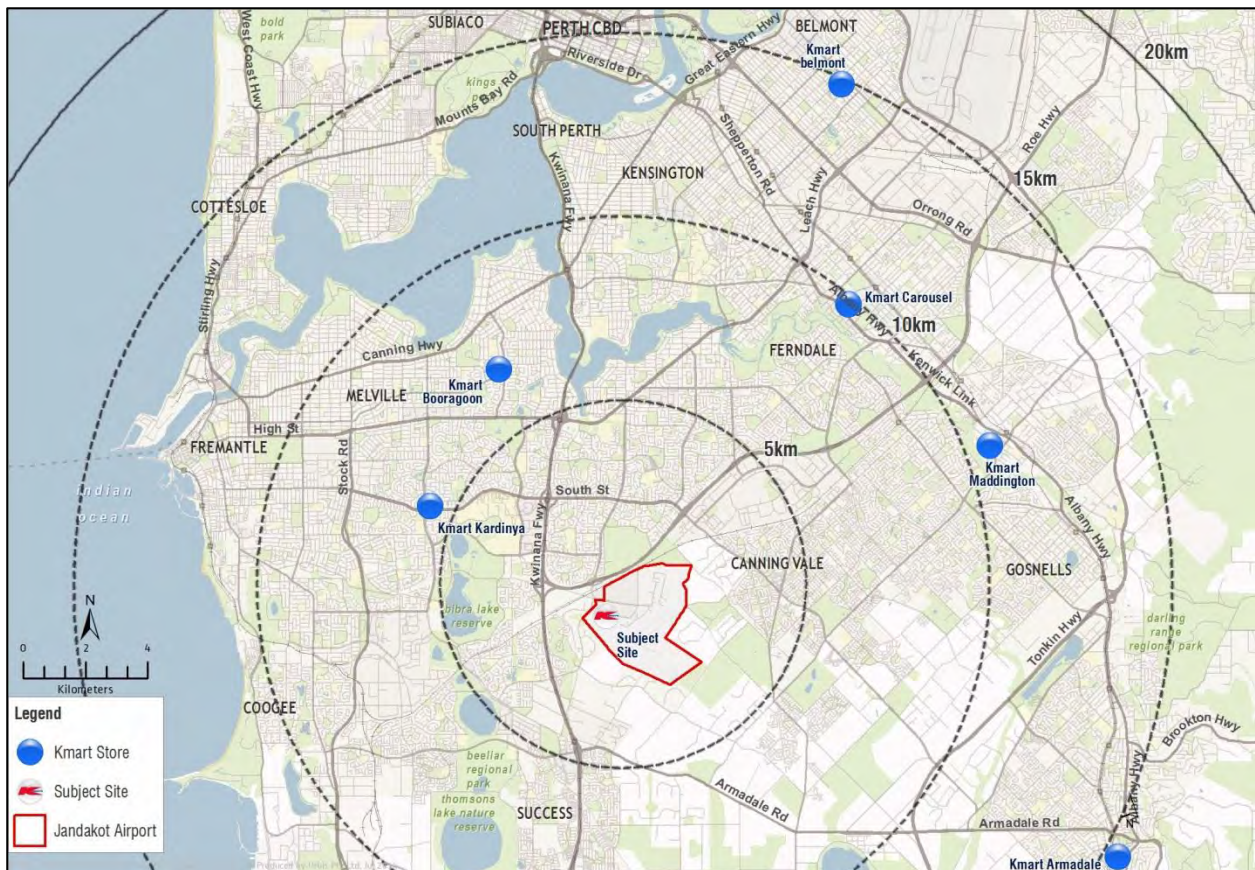 bold
park
SUBIACO
PERTH CBD
BELMONT
Kmart
belmont
20km
West Coast Hwy
Riverside Dr
Great Eastern Hwy
kings
Mounts Bay Rd
SOUTH PERTH
Shepperton Rd
Roe Hwy
KENSINGTON
15km
COTTESLOE
Kwinana Fwy
Leach Hwy
Orrong Rd
Stirling Hwy
Kmart Carousel
Albany Hwy
10km
Canning Hwy
FERNDALE
Kenwick Link
MELVILLE
Kmart
Booragoon
High St
FREMANTLE
5km
Kmart
Maddington
Stock Rd
indian
ocean
South St
Kmart Kardinya
Albany Hwy
Kwinana Fwy
CANNING VALE
GOSNELLS
bibra lake
reserve
Subject
Site
Tonkin Hwy
darling
range
regional park
N
0 2 4
Kilometers
COOGEE
Legend
Kmart Store
Subject Site
Jandakot Airport
beeliar
regional
park
thomsons
lake nature
reserve
SUCCESS
Brookton Hwy
Albany Hwy
Armadale Rd
Armadale Rd
Kmart Armadale